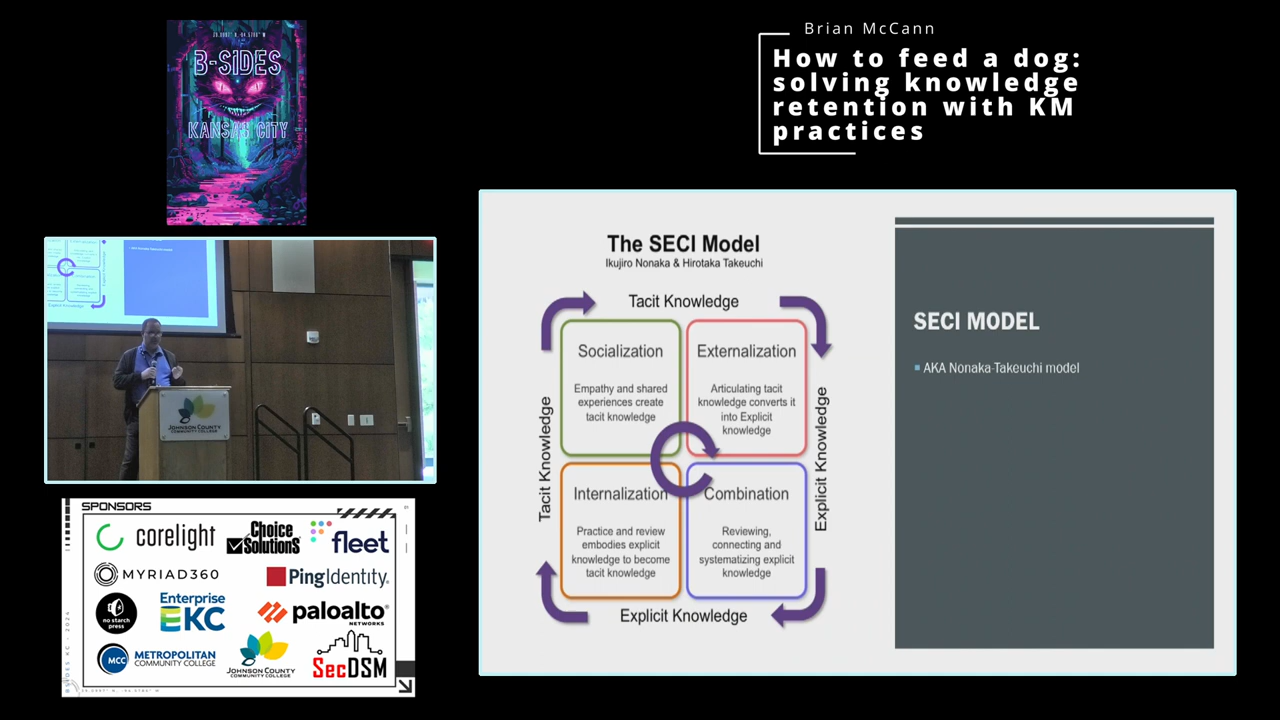 B-SIDES
KANSAS CITY
Brian McCann
How to feed a dog:
solving knowledge
retention with KM
practices
The SECI Model
Ikujiro Nonaka & Hirotaka Takeuchi
Tacit Knowledge
Socialization
Empathy and shared
experiences create
tacit knowledge
Externalization
Articulating tacit
knowledge converts it
into Explicit
knowledge
Tacit Knowledge
Explicit Knowledge
Internalization
Practice and review
embodies explicit
knowledge to become
tacit knowledge
Combination
Reviewing,
connecting and
systematizing explicit
knowledge
Explicit Knowledge
SECI MODEL
AKA Nonaka-Takeuchi model
JOHNSON COUNTY
COMMUNITY COLLEGE
SPONSORS
corelight
Choice
Solutions
fleet
MYRIAD360
PingIdentity
no starch
press
Enterprise
EKC
paloalto
NETWORKS
MCC
METROPOLITAN
COMMUNITY COLLEGE
JOHNSON COUNTY
COMMUNITY COLLEGE
SecDSM